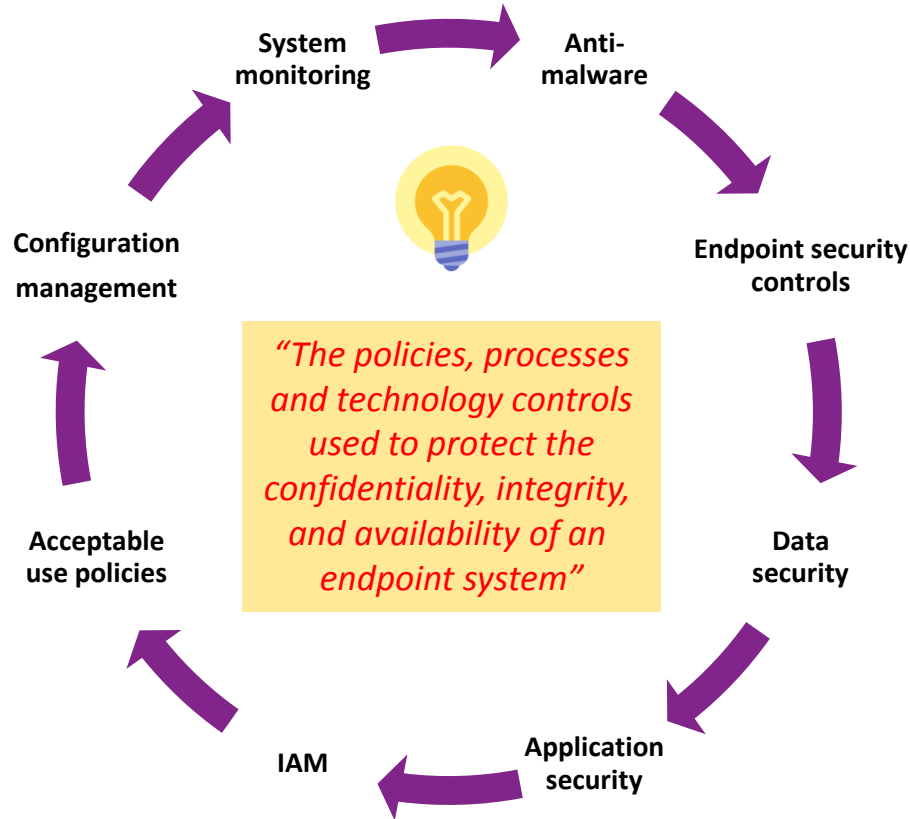 System
monitoring
Anti-
malware
Endpoint security
controls
Data
security
Application
security
IAM
Acceptable
use policies
Configuration
management
“The policies, processes
and technology controls
used to protect the
confidentiality, integrity,
and availability of an
endpoint system”